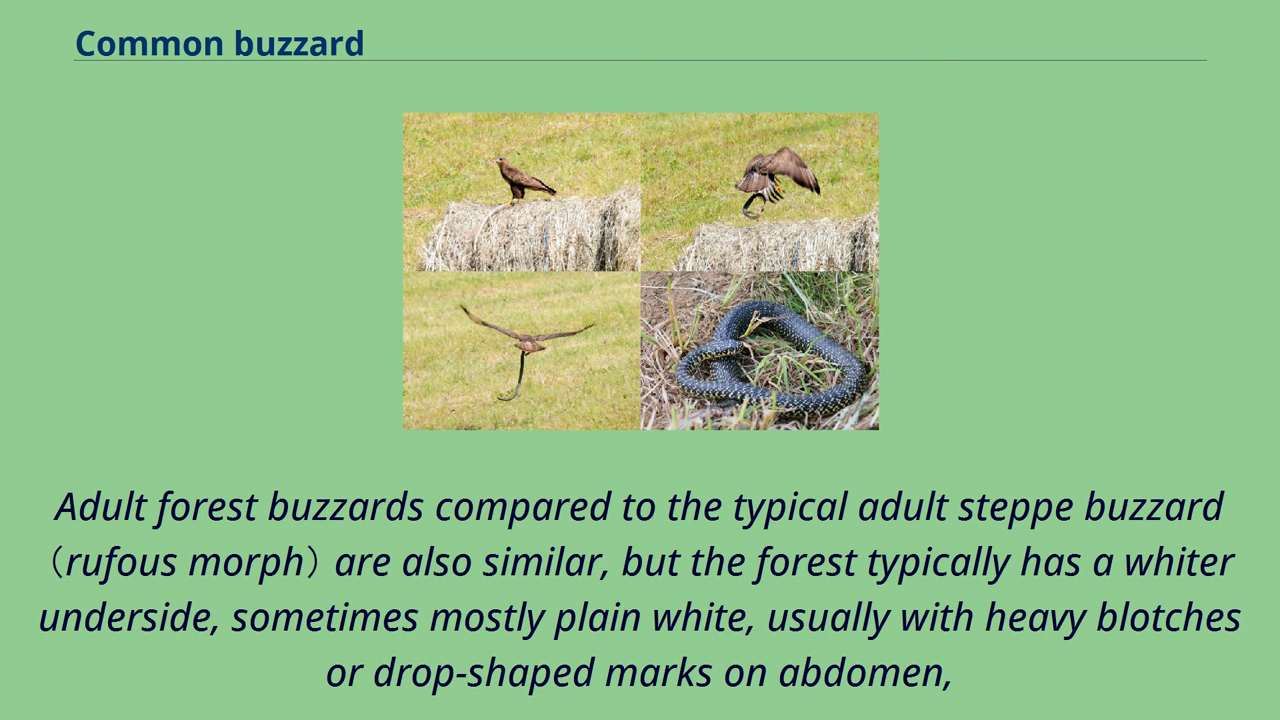 Common buzzard
Adult forest buzzards compared to the typical adult steppe buzzard
（rufous morph） are also similar, but the forest typically has a whiter
underside, sometimes mostly plain white, usually with heavy blotches
or drop-shaped marks on abdomen,